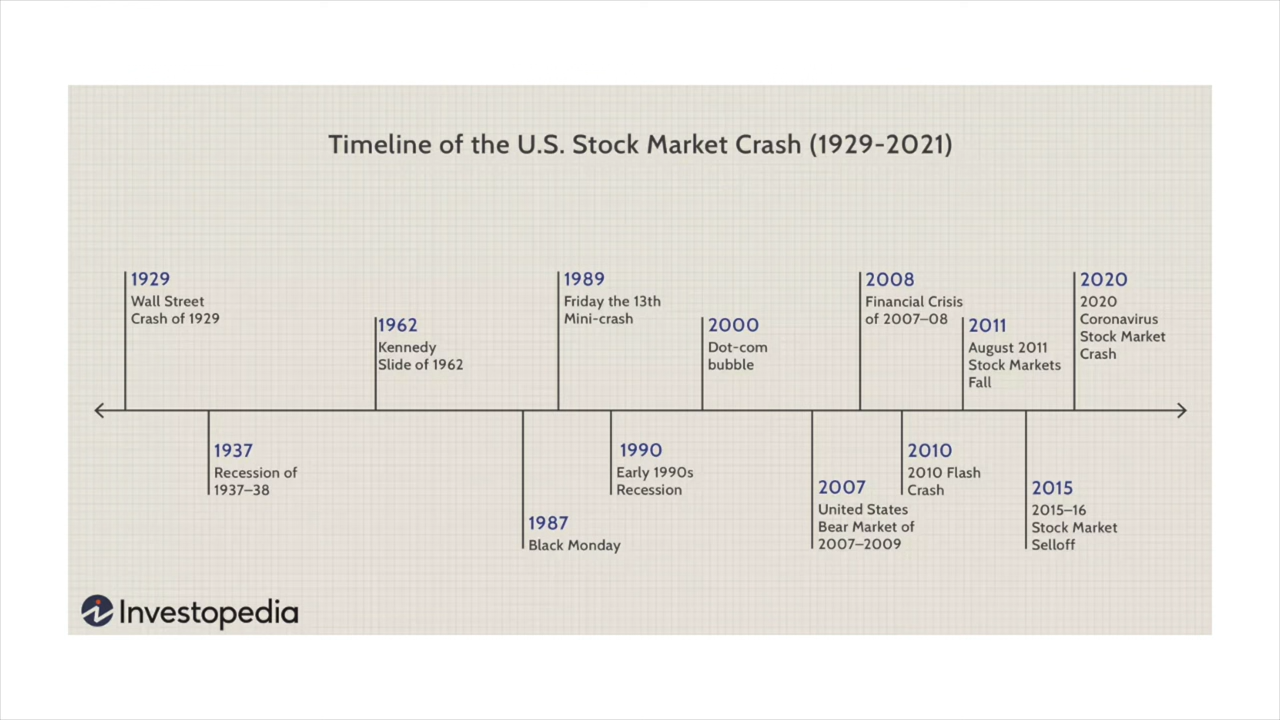 Timeline of the U.S. Stock Market Crash (1929-2021)
1929
Wall Street
Crash of 1929
1937
Recession of
1937–38
1962
Kennedy
Slide of 1962
1987
Black Monday
1989
Friday the 13th
Mini-crash
1990
Early 1990s
Recession
2000
Dot-com
bubble
2007
United States
Bear Market of
2007–2009
2008
Financial Crisis
of 2007–08
2010
2010 Flash
Crash
2011
August 2011
Stock Markets
Fall
2015
2015–16
Stock Market
Selloff
2020
2020
Coronavirus
Stock Market
Crash
Investopedia